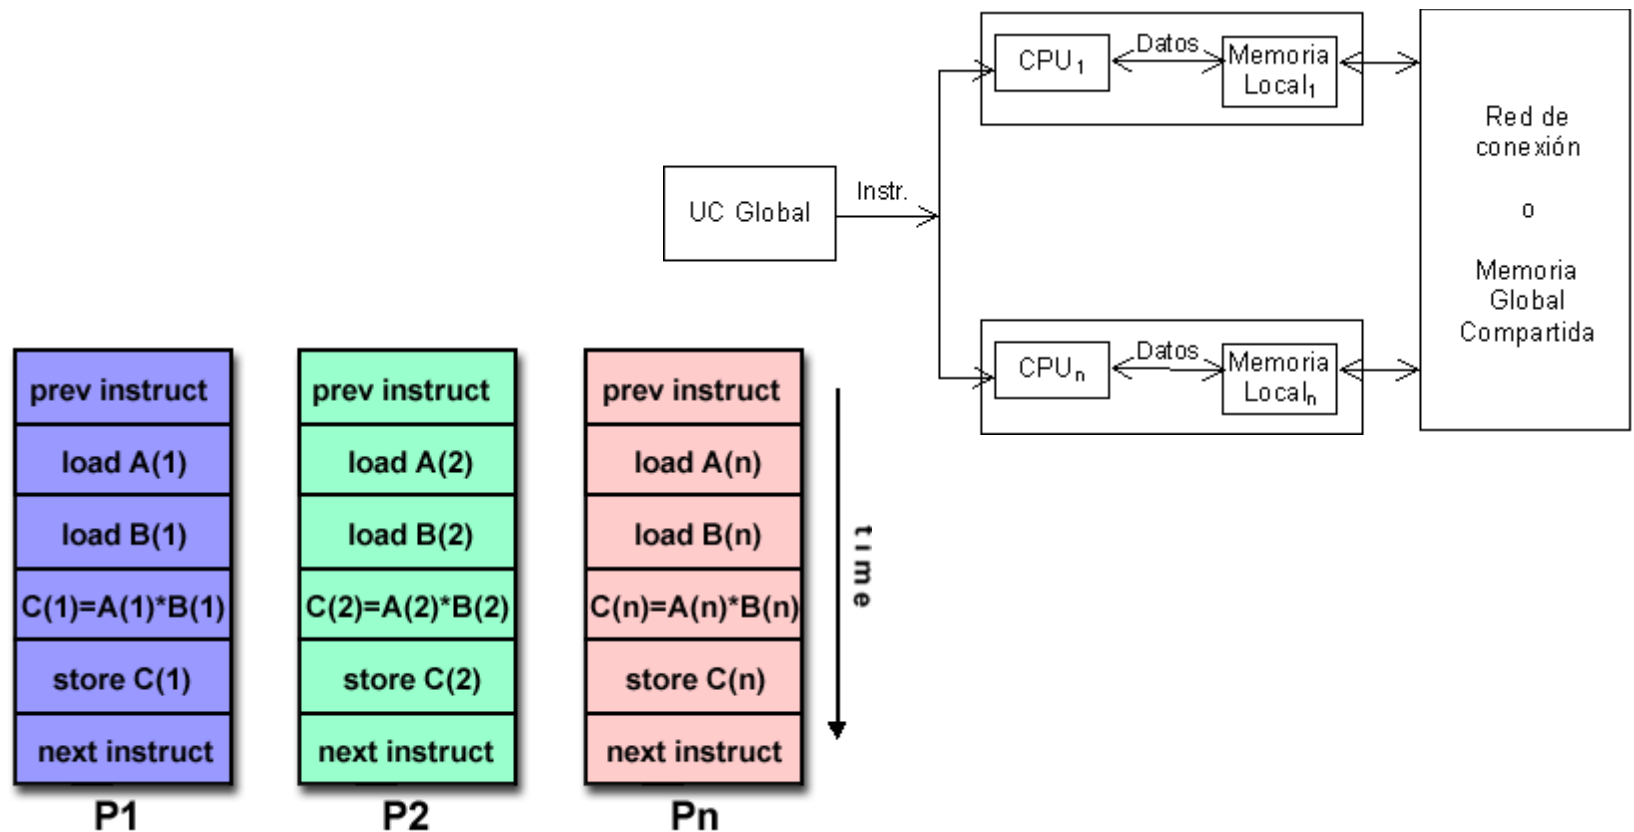 CPU1
Datos
Memoria
Local1
Red de
conexión
o
Memoria
Global
Compartida
UC Global
Instr.
CPUn
Datos
Memoria
Localn
prev instruct
load A(1)
load B(1)
C(1)=A(1)*B(1)
store C(1)
next instruct
P1
prev instruct
load A(2)
load B(2)
C(2)=A(2)*B(2)
store C(2)
next instruct
P2
prev instruct
load A(n)
load B(n)
C(n)=A(n)*B(n)
store C(n)
next instruct
Pn
time